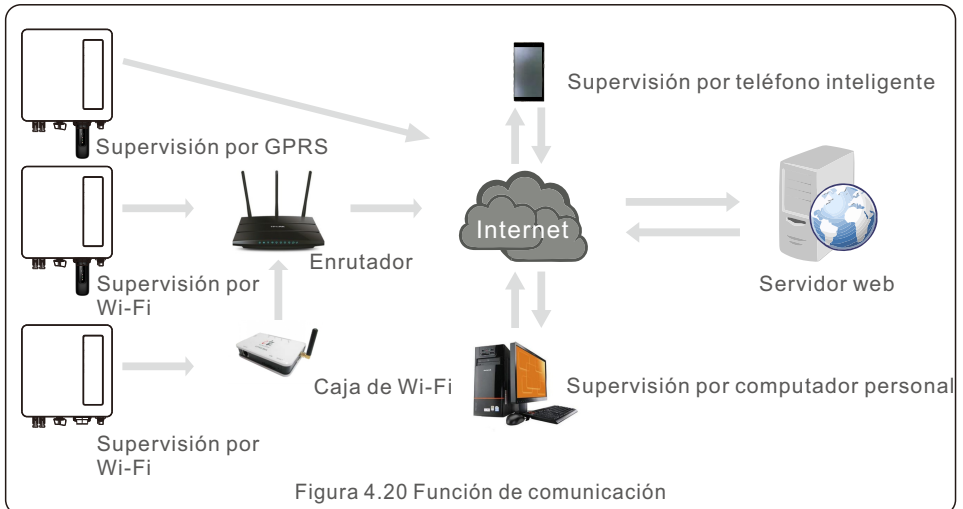 Supervisión por teléfono inteligente
Supervisión por GPRS
Internet
Enrutador
Supervisión por
Wi-Fi
Servidor web
Caja de Wi-Fi
Supervisión por computador personal
Supervisión por
Wi-Fi
Figura 4.20 Función de comunicación